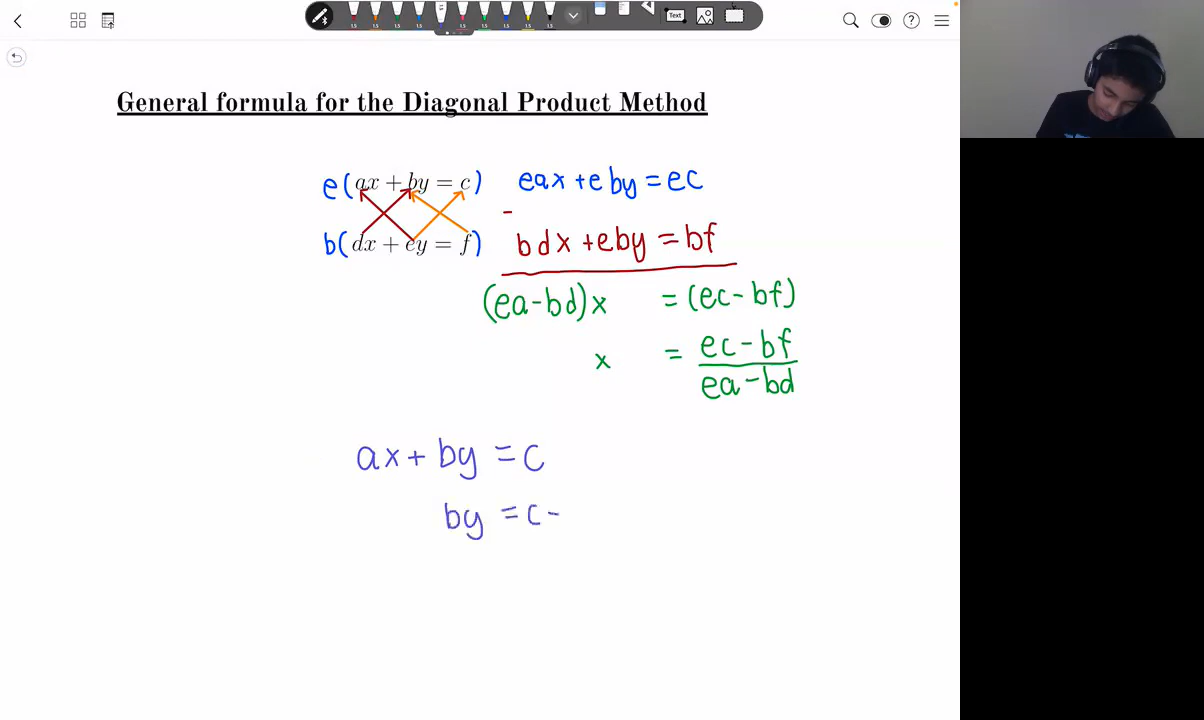 Text
General formula for the Diagonal Product Method
e(ax + by = c) eax + eby = ec
b(dx + ey = f) - bdx + eby = bf
(ea-bd)x = (ec-bf)
x = ec-bf / ea-bd
ax + by = c
by = c-